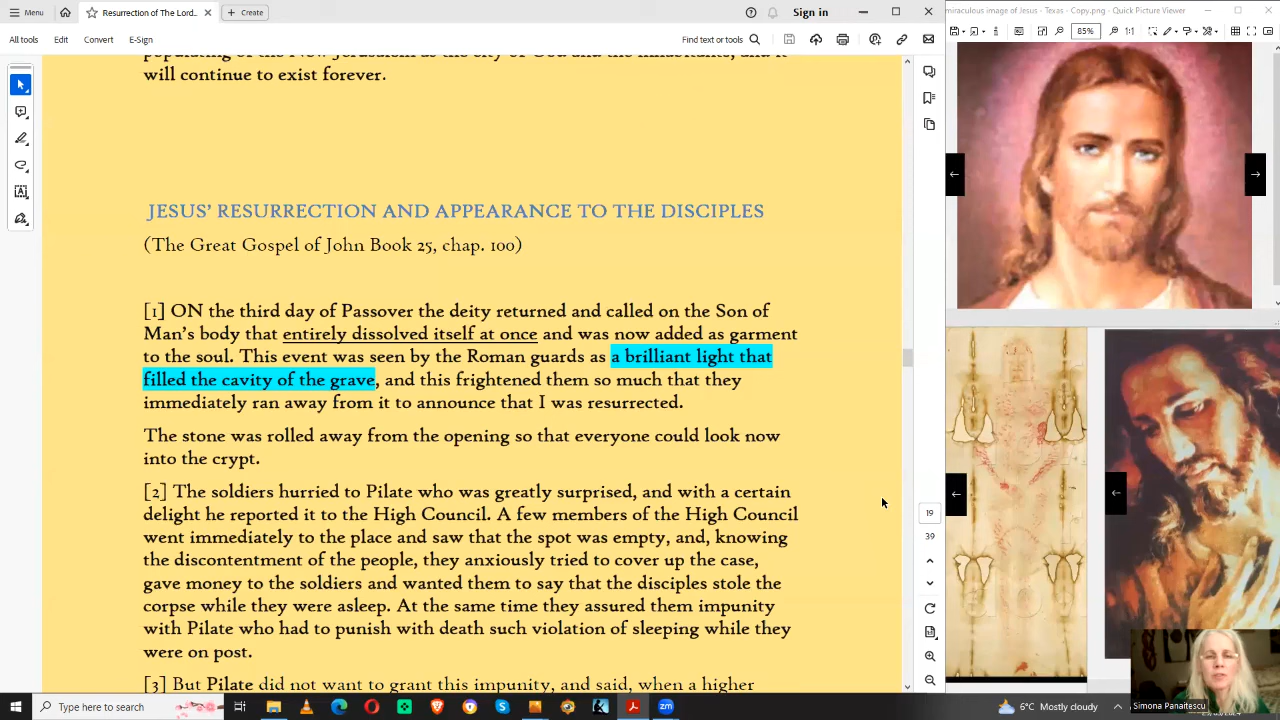 Menu
Resurrection of The Lord...
Create
Sign in
miraculous image of Jesus - Texas - Copy.png - Quick Picture Viewer
All tools
Edit
Convert
E-Sign
Find text or tools
85%
1:1
will continue to exist forever.
JESUS' RESURRECTION AND APPEARANCE TO THE DISCIPLES
(The Great Gospel of John Book 25, chap. 100)
[1] ON the third day of Passover the deity returned and called on the Son of
Man's body that entirely dissolved itself at once and was now added as garment
to the soul. This event was seen by the Roman guards as a brilliant light that
filled the cavity of the grave, and this frightened them so much that they
immediately ran away from it to announce that I was resurrected.
The stone was rolled away from the opening so that everyone could look now
into the crypt.
[2] The soldiers hurried to Pilate who was greatly surprised, and with a certain
delight he reported it to the High Council. A few members of the High Council
went immediately to the place and saw that the spot was empty, and, knowing
the discontentment of the people, they anxiously tried to cover up the case,
gave money to the soldiers and wanted them to say that the disciples stole the
corpse while they were asleep. At the same time they assured them impunity
with Pilate who had to punish with death such violation of sleeping while they
were on post.
[3] But Pilate did not want to grant this impunity, and said, when a higher
19
39
Type here to search
6°C Mostly cloudy
Simona Panaitescu